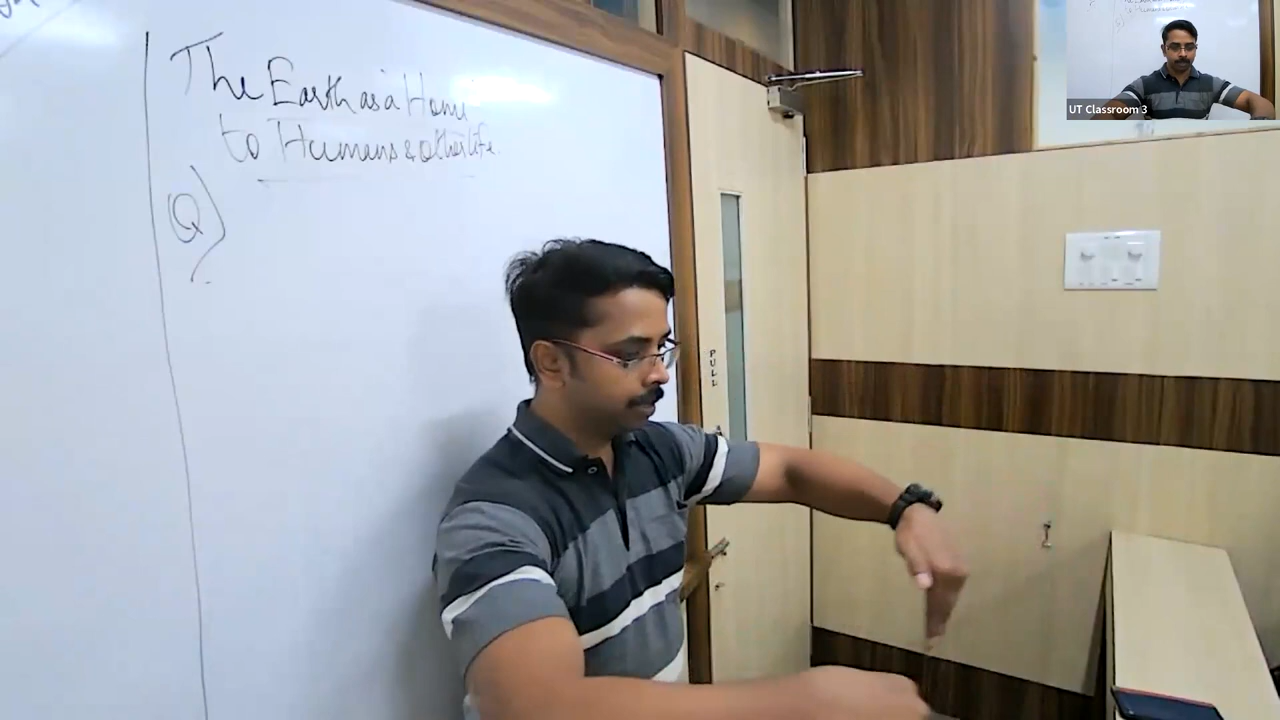 The Earth as a Home
to Humans & other life.
Q)
PULL
UT Classroom 3